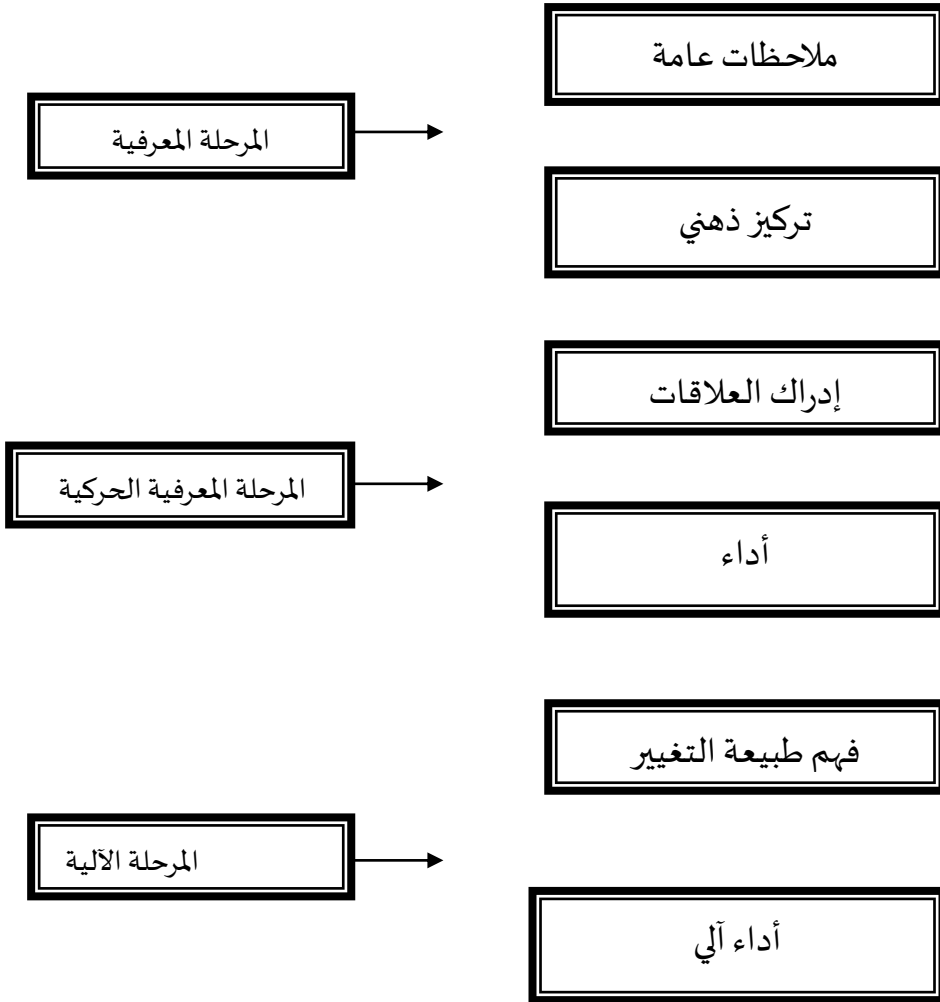 ملاحظات عامة
المرحلة المعرفية
تركيز ذهني
إدراك العلاقات
المرحلة المعرفية الحركية
أداء
فهم طبيعة التغيير
المرحلة الآلية
أداء آلي